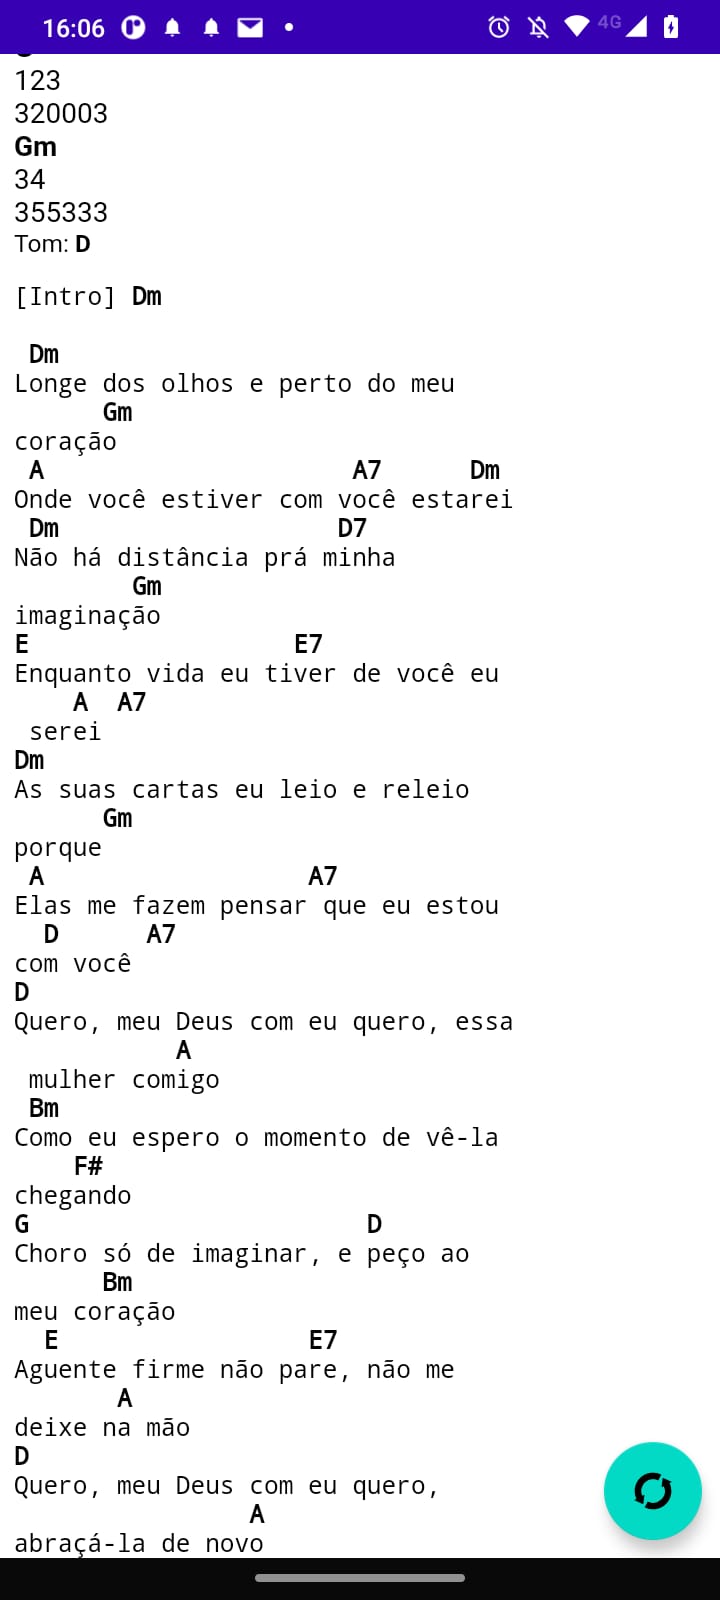 16:06 4G
123
320003
Gm
34
355333
Tom: D
[Intro] Dm
Dm
Longe dos olhos e perto do meu
Gm
coração
A A7 Dm
Onde você estiver com você estarei
Dm D7
Não há distância prá minha
Gm
imaginação
E E7
Enquanto vida eu tiver de você eu
A A7
serei
Dm
As suas cartas eu leio e releio
Gm
porque
A A7
Elas me fazem pensar que eu estou
D A7
com você
D
Quero, meu Deus com eu quero, essa
A
mulher comigo
Bm
Como eu espero o momento de vê-la
F#
chegando
G D
Choro só de imaginar, e peço ao
Bm
meu coração
E E7
Aguente firme não pare, não me
A
deixe na mão
D
Quero, meu Deus com eu quero,
A
abraçá-la de novo